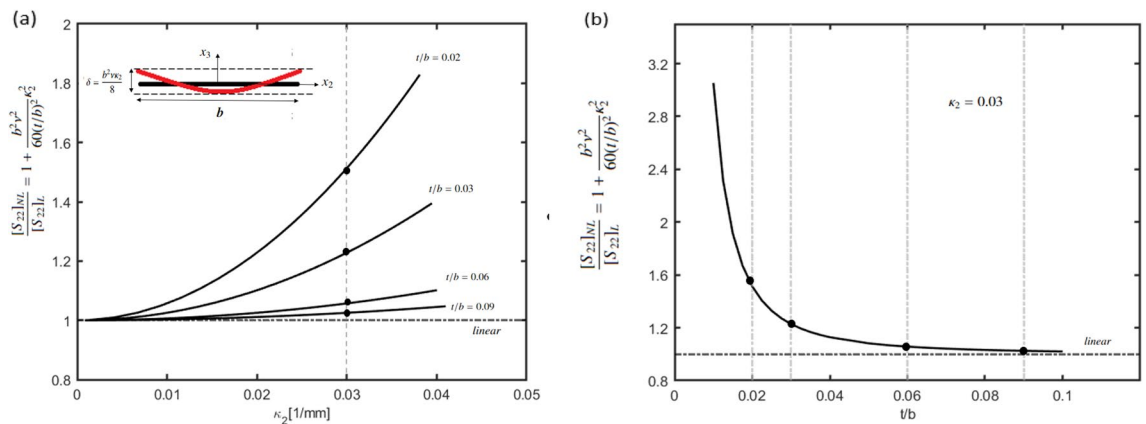 (a)
[S₂₂]NL/[S₂₂]L = 1 + b²ν²/60(t/b)² κ₂²
2
1.8
1.6
1.4
1.2
1
0.8
x₃
δ = b²νκ₂/8
x₂
b
t/b = 0.02
t/b = 0.03
t/b = 0.06
t/b = 0.09
linear
0
0.01
0.02
0.03
0.04
0.05
κ₂[1/mm]
(b)
[S₂₂]NL/[S₂₂]L = 1 + b²ν²/60(t/b)² κ₂²
3.2
2.8
2.4
2
1.6
1.2
0.8
κ₂ = 0.03
linear
0
0.02
0.04
0.06
0.08
0.1
t/b